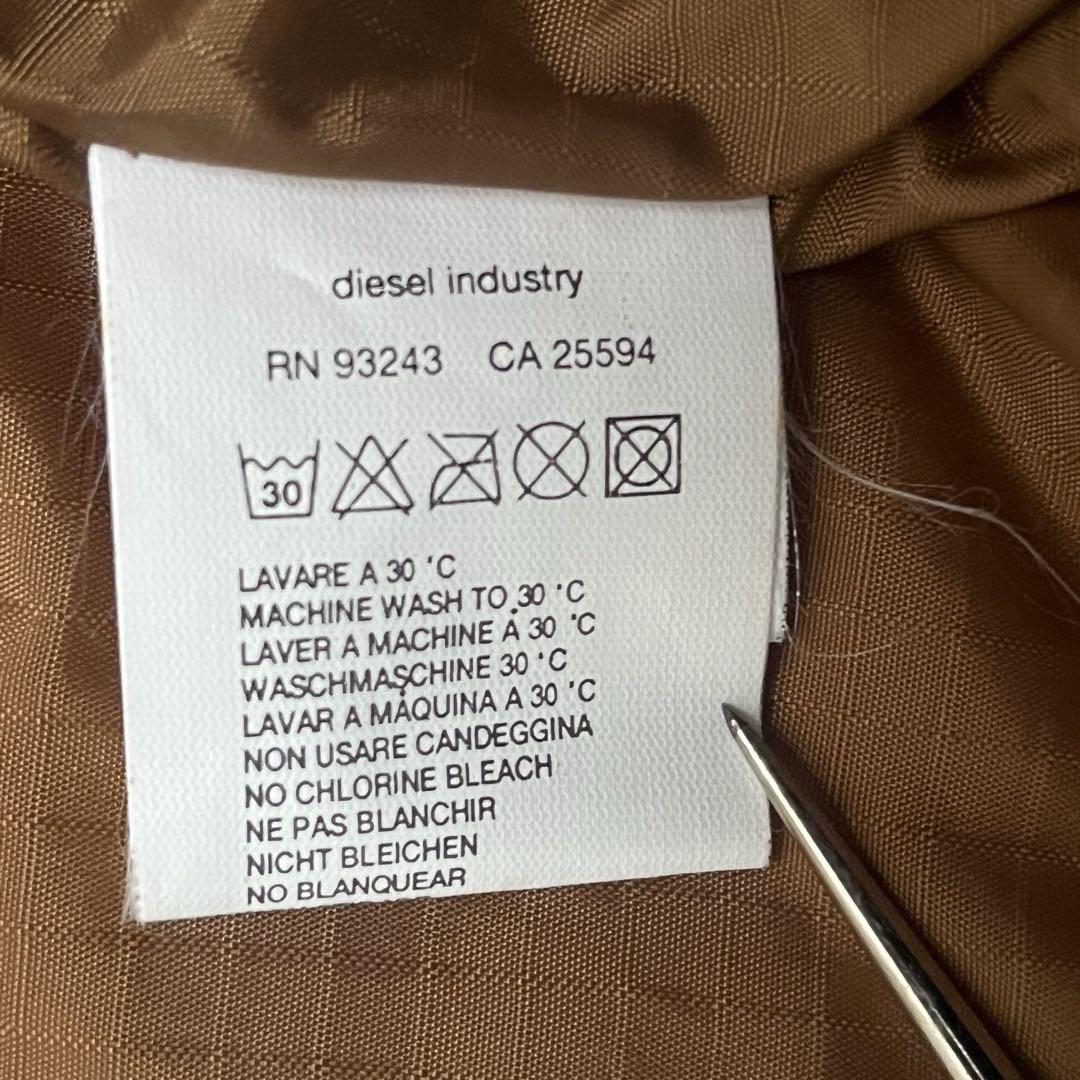 diesel industry
RN 93243 CA 25594
30
LAVARE A 30 °C
MACHINE WASH TO 30 °C
LAVER A MACHINE À 30 °C
WASCHMASCHINE 30 °C
LAVAR A MÁQUINA A 30 °C
NON USARE CANDEGGINA
NO CHLORINE BLEACH
NE PAS BLANCHIR
NICHT BLEICHEN
NO BLANQUEAR